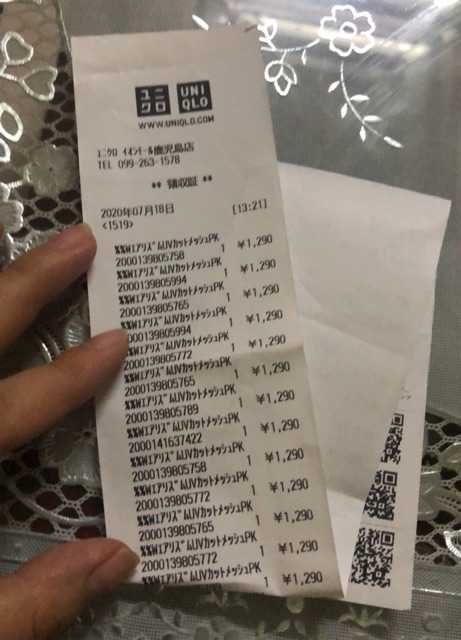 ユニクロ UNIQLO
WWW.UNIQLO.COM
ﾕﾆｸﾛ ｲｵﾝﾓｰﾙ鹿児島店
TEL 099-263-1578
** 領収証 **
2020年07月18日 [13:21]
<1519>
%%WｴｱﾘｽﾞﾑUVｶｯﾄﾒｯｼｭPK 1 ¥1,290
2000139805758
%%WｴｱﾘｽﾞﾑUVｶｯﾄﾒｯｼｭPK 1 ¥1,290
2000139805994
%%WｴｱﾘｽﾞﾑUVｶｯﾄﾒｯｼｭPK 1 ¥1,290
2000139805765
%%WｴｱﾘｽﾞﾑUVｶｯﾄﾒｯｼｭPK 1 ¥1,290
2000139805994
%%WｴｱﾘｽﾞﾑUVｶｯﾄﾒｯｼｭPK 1 ¥1,290
2000139805772
%%WｴｱﾘｽﾞﾑUVｶｯﾄﾒｯｼｭPK 1 ¥1,290
2000139805765
%%WｴｱﾘｽﾞﾑUVｶｯﾄﾒｯｼｭPK 1 ¥1,290
2000139805789
%%WｴｱﾘｽﾞﾑUVｶｯﾄﾒｯｼｭPK 1 ¥1,290
2000141637422
%%WｴｱﾘｽﾞﾑUVｶｯﾄﾒｯｼｭPK 1 ¥1,290
2000139805758
%%WｴｱﾘｽﾞﾑUVｶｯﾄﾒｯｼｭPK 1 ¥1,290
2000139805772
%%WｴｱﾘｽﾞﾑUVｶｯﾄﾒｯｼｭPK 1 ¥1,290
2000139805765
%%WｴｱﾘｽﾞﾑUVｶｯﾄﾒｯｼｭPK 1 ¥1,290
2000139805772
%%WｴｱﾘｽﾞﾑUVｶｯﾄﾒｯｼｭPK 1 ¥1,290